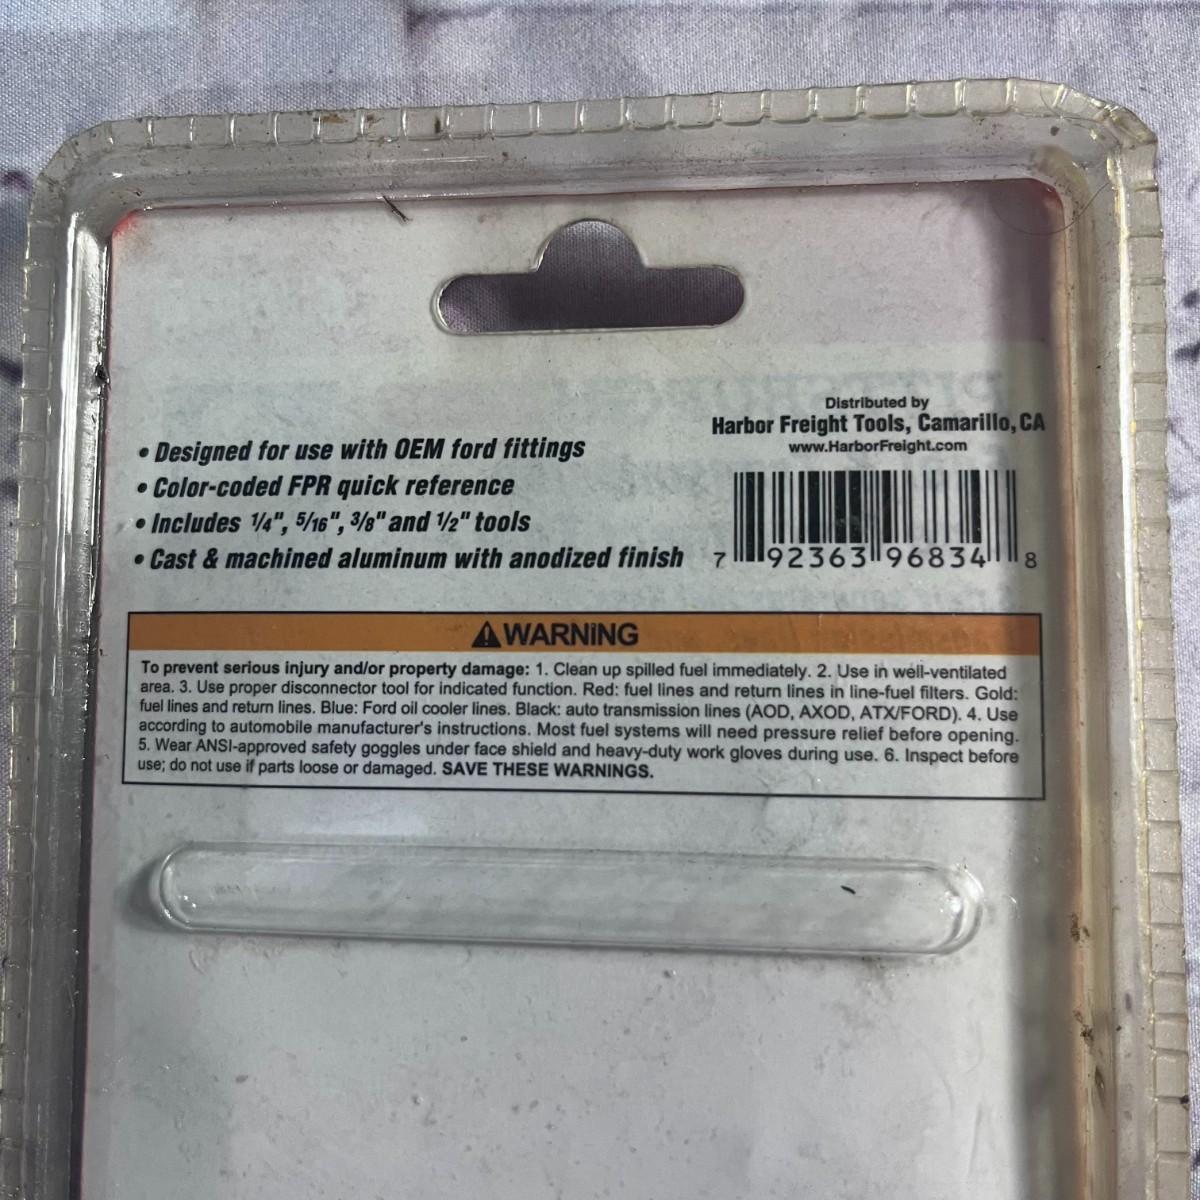 Distributed by
Harbor Freight Tools, Camarillo, CA
www.HarborFreight.com
• Designed for use with OEM ford fittings
• Color-coded FPR quick reference
• Includes 1/4", 5/16", 3/8" and 1/2" tools
• Cast & machined aluminum with anodized finish
7 92363 96834 8
⚠WARNING
To prevent serious injury and/or property damage: 1. Clean up spilled fuel immediately. 2. Use in well-ventilated
area. 3. Use proper disconnector tool for indicated function. Red: fuel lines and return lines in line-fuel filters. Gold:
fuel lines and return lines. Blue: Ford oil cooler lines. Black: auto transmission lines (AOD, AXOD, ATX/FORD). 4. Use
according to automobile manufacturer's instructions. Most fuel systems will need pressure relief before opening.
5. Wear ANSI-approved safety goggles under face shield and heavy-duty work gloves during use. 6. Inspect before
use; do not use if parts loose or damaged. SAVE THESE WARNINGS.